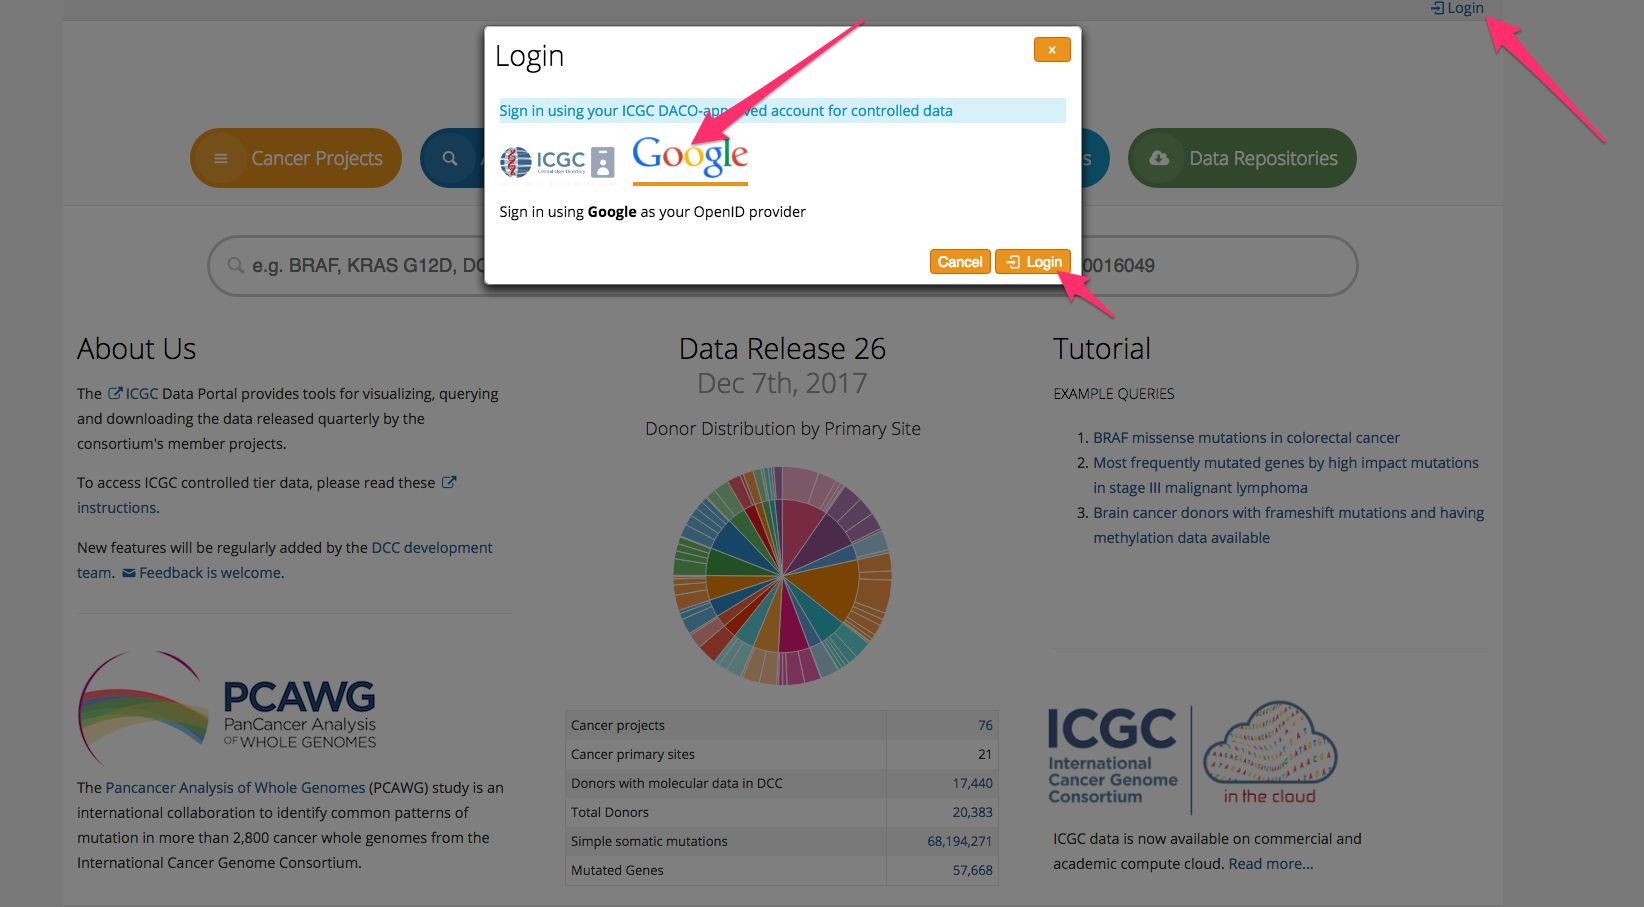 Login
Login
x
Sign in using your ICGC DACO-approved account for controlled data
ICGC
Central User Directory
Google
Sign in using Google as your OpenID provider
Cancel
Login
Cancer Projects
A
s
Data Repositories
e.g. BRAF, KRAS G12D, DO
0016049
About Us
The ICGC Data Portal provides tools for visualizing, querying
and downloading the data released quarterly by the
consortium's member projects.
To access ICGC controlled tier data, please read these
instructions.
New features will be regularly added by the DCC development
team. Feedback is welcome.
PCAWG
PanCancer Analysis
OF WHOLE GENOMES
The Pancancer Analysis of Whole Genomes (PCAWG) study is an
international collaboration to identify common patterns of
mutation in more than 2,800 cancer whole genomes from the
International Cancer Genome Consortium.
Data Release 26
Dec 7th, 2017
Donor Distribution by Primary Site
Cancer projects 76
Cancer primary sites 21
Donors with molecular data in DCC 17,440
Total Donors 20,383
Simple somatic mutations 68,194,271
Mutated Genes 57,668
Tutorial
EXAMPLE QUERIES
1. BRAF missense mutations in colorectal cancer
2. Most frequently mutated genes by high impact mutations
in stage III malignant lymphoma
3. Brain cancer donors with frameshift mutations and having
methylation data available
ICGC
International
Cancer Genome
Consortium
in the cloud
ICGC data is now available on commercial and
academic compute cloud. Read more...